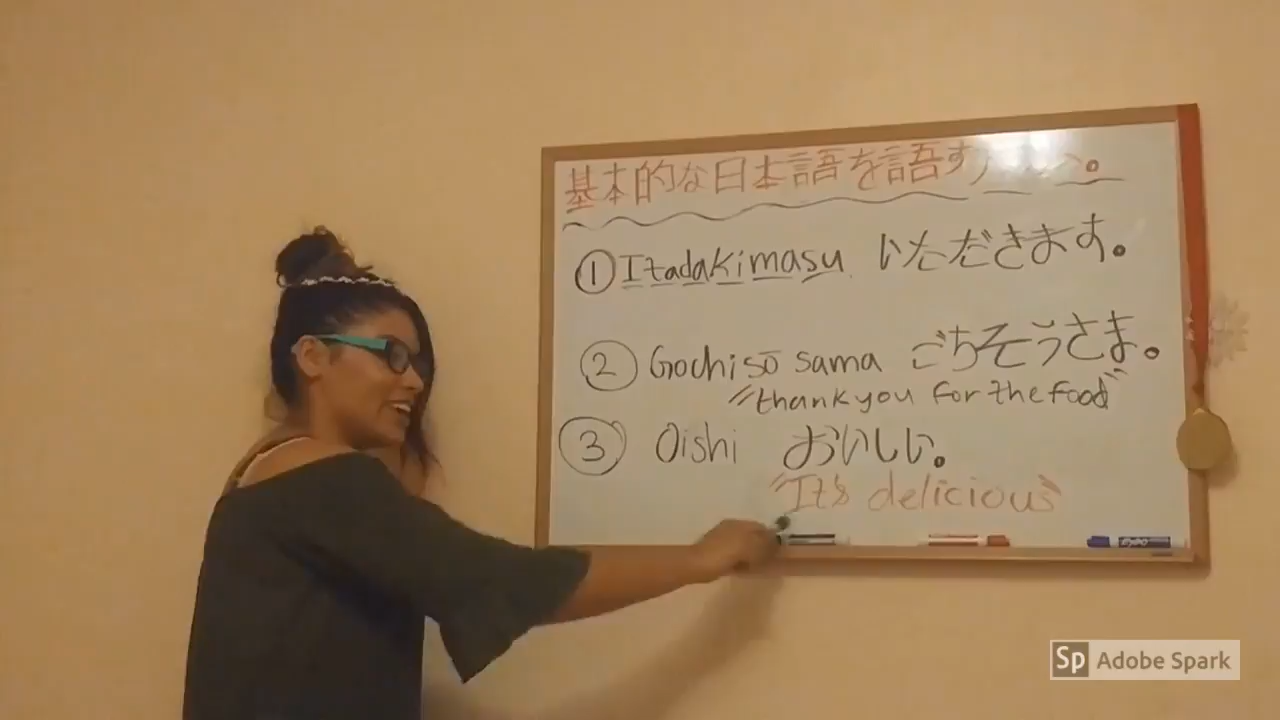 基本的な日本語を語す
① Itadakimasu いただきます。
② Gochisō sama ごちそうさま。
"thank you for the food"
③ Oishi おいしい。
"It's delicious"
EXPO
Sp Adobe Spark